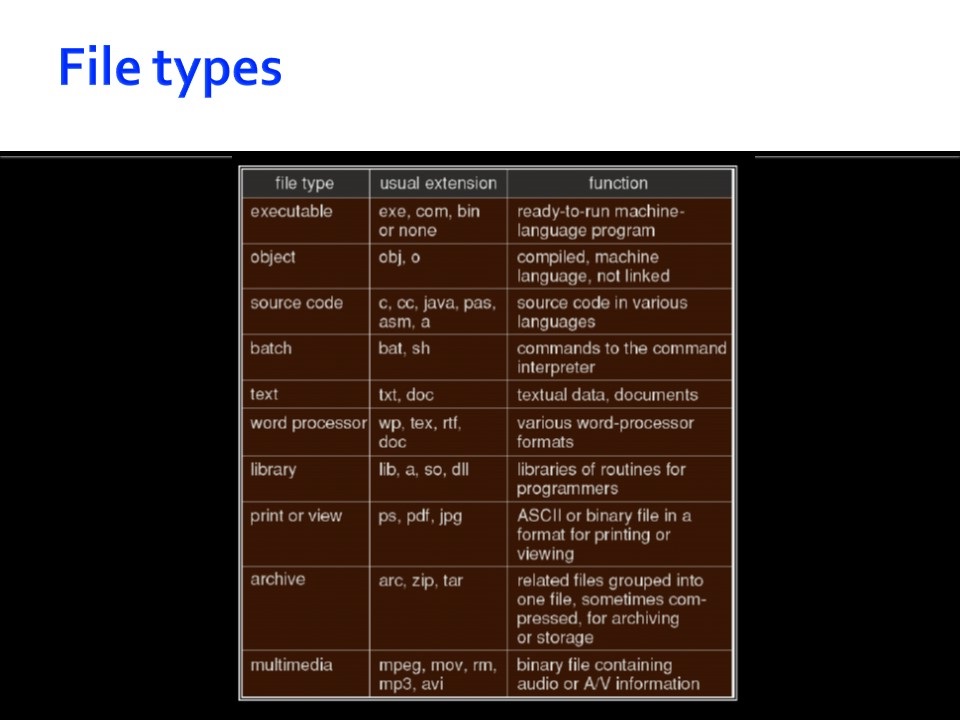 File types
file type usual extension function
executable exe, com, bin ready-to-run machine-
or none language program
object obj, o compiled, machine
language, not linked
source code c, cc, java, pas, source code in various
asm, a languages
batch bat, sh commands to the command
interpreter
text txt, doc textual data, documents
word processor wp, tex, rtf, various word-processor
doc formats
library lib, a, so, dll libraries of routines for
programmers
print or view ps, pdf, jpg ASCII or binary file in a
format for printing or
viewing
archive arc, zip, tar related files grouped into
one file, sometimes com-
pressed, for archiving
or storage
multimedia mpeg, mov, rm, binary file containing
mp3, avi audio or A/V information